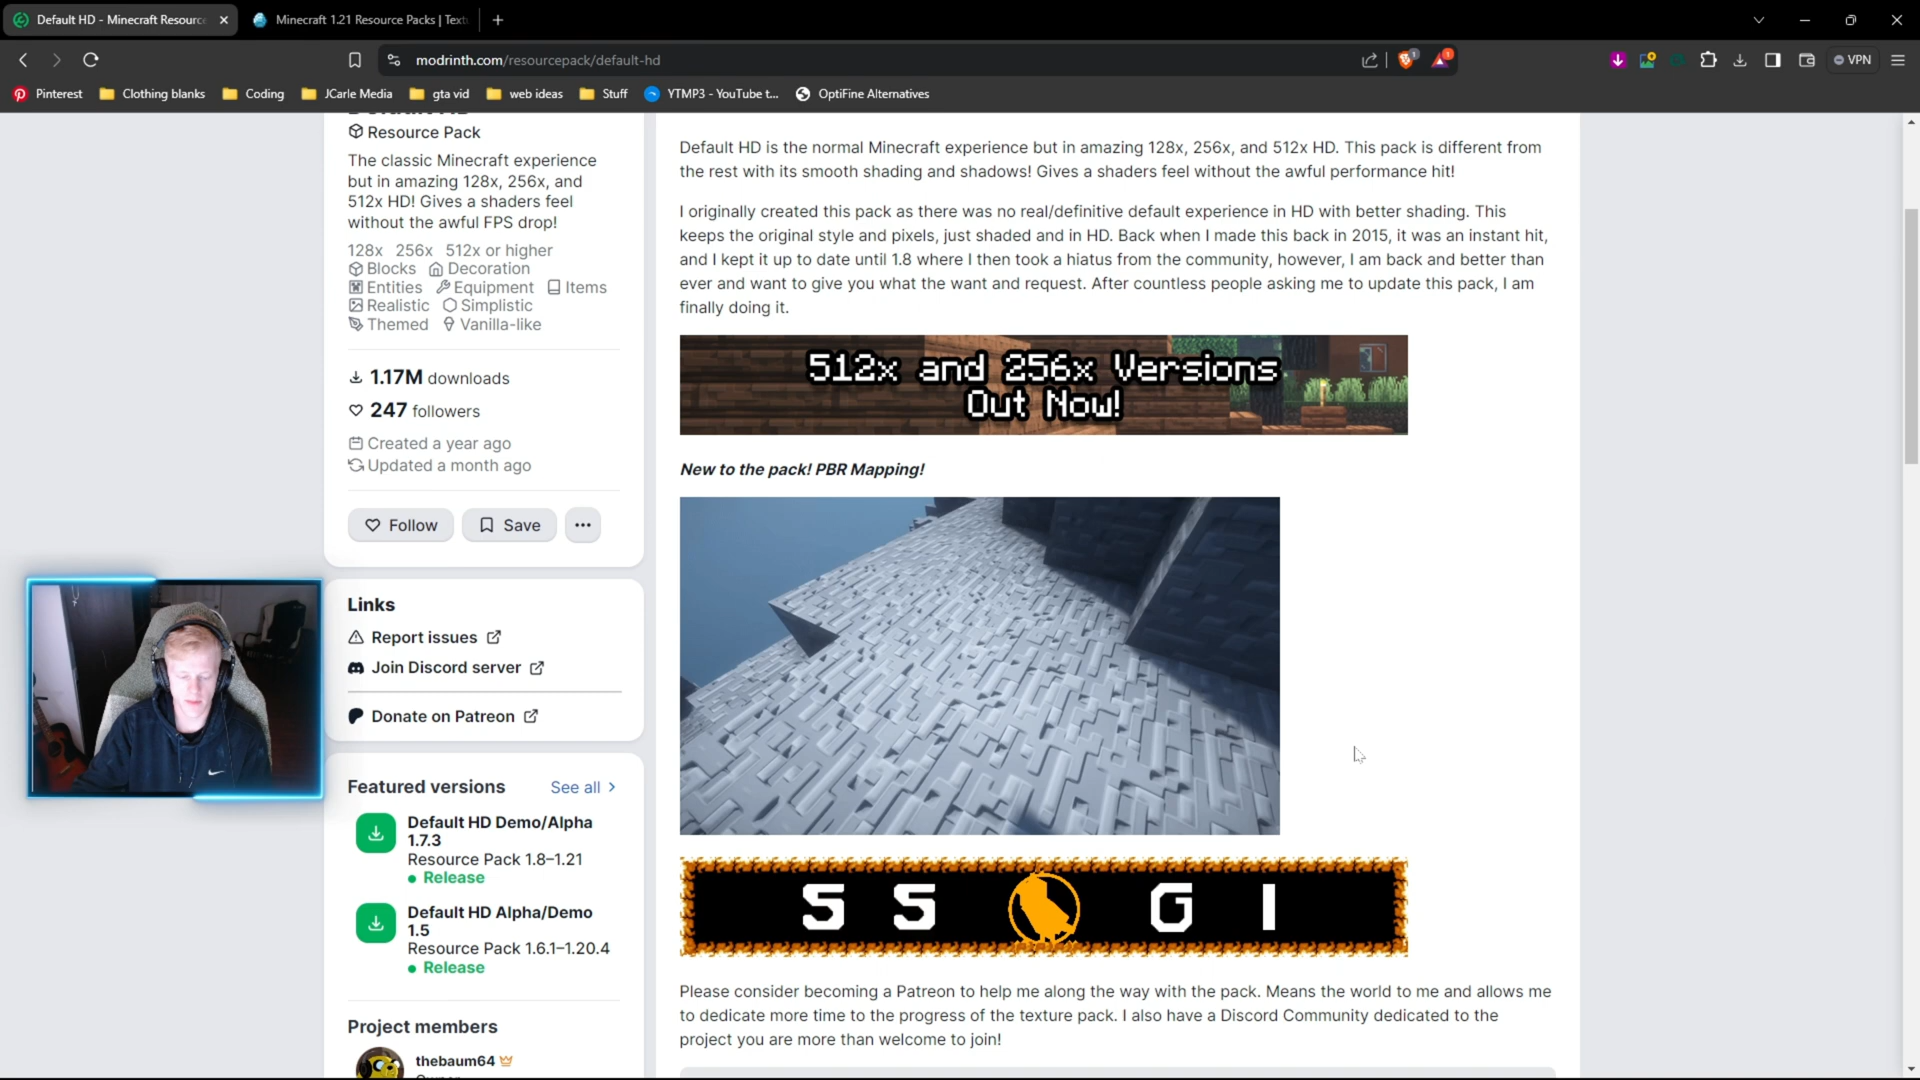 Default HD - Minecraft Resourc
Minecraft 1.21 Resource Packs | Text
modrinth.com/resourcepack/default-hd
1
1
VPN
Pinterest
Clothing blanks
Coding
JCarle Media
gta vid
web ideas
Stuff
YTMP3 - YouTube t...
OptiFine Alternatives
Resource Pack
The classic Minecraft experience
but in amazing 128x, 256x, and
512x HD! Gives a shaders feel
without the awful FPS drop!
128x 256x 512x or higher
Blocks Decoration
Entities Equipment Items
Realistic Simplistic
Themed Vanilla-like
1.17M downloads
247 followers
Created a year ago
Updated a month ago
Follow
Save
Links
Report issues
Join Discord server
Donate on Patreon
Featured versions
See all
Default HD Demo/Alpha
1.7.3
Resource Pack 1.8–1.21
Release
Default HD Alpha/Demo
1.5
Resource Pack 1.6.1–1.20.4
Release
Project members
thebaum64
Default HD is the normal Minecraft experience but in amazing 128x, 256x, and 512x HD. This pack is different from
the rest with its smooth shading and shadows! Gives a shaders feel without the awful performance hit!
I originally created this pack as there was no real/definitive default experience in HD with better shading. This
keeps the original style and pixels, just shaded and in HD. Back when I made this back in 2015, it was an instant hit,
and I kept it up to date until 1.8 where I then took a hiatus from the community, however, I am back and better than
ever and want to give you what the want and request. After countless people asking me to update this pack, I am
finally doing it.
512x and 256x Versions
Out Now!
New to the pack! PBR Mapping!
S S G I
Please consider becoming a Patreon to help me along the way with the pack. Means the world to me and allows me
to dedicate more time to the progress of the texture pack. I also have a Discord Community dedicated to the
project you are more than welcome to join!